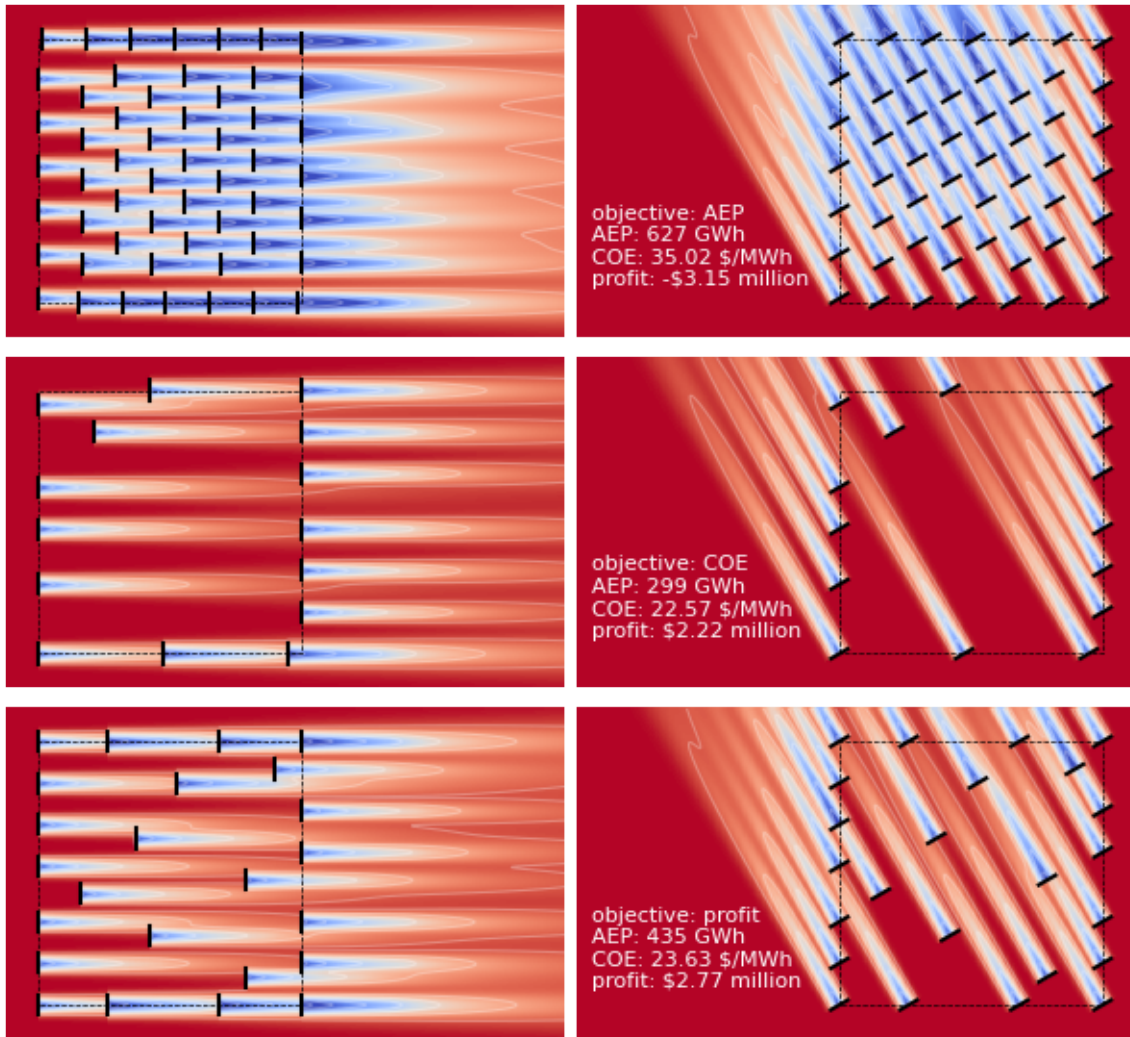 objective: AEP
AEP: 627 GWh
COE: 35.02 $/MWh
profit: -$3.15 million
objective: COE
AEP: 299 GWh
COE: 22.57 $/MWh
profit: $2.22 million
objective: profit
AEP: 435 GWh
COE: 23.63 $/MWh
profit: $2.77 million